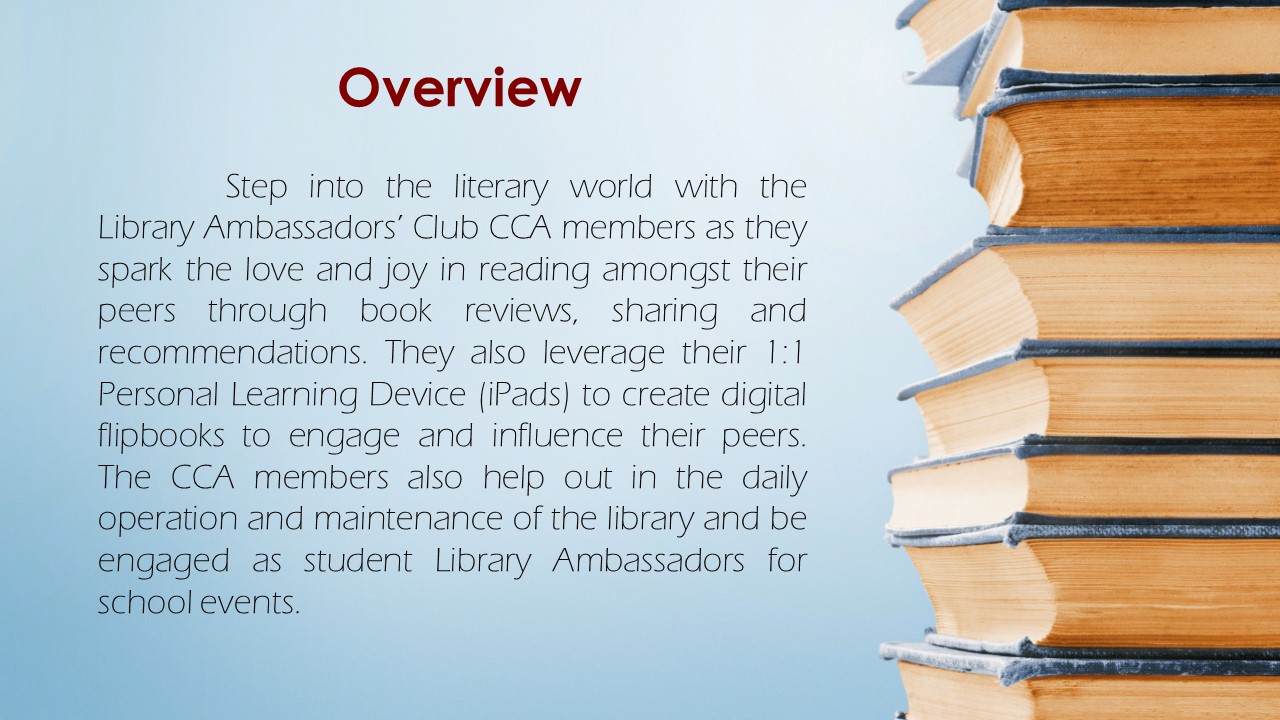 Overview
Step into the literary world with the
Library Ambassadors’ Club CCA members as they
spark the love and joy in reading amongst their
peers through book reviews, sharing and
recommendations. They also leverage their 1:1
Personal Learning Device (iPads) to create digital
flipbooks to engage and influence their peers.
The CCA members also help out in the daily
operation and maintenance of the library and be
engaged as student Library Ambassadors for
school events.